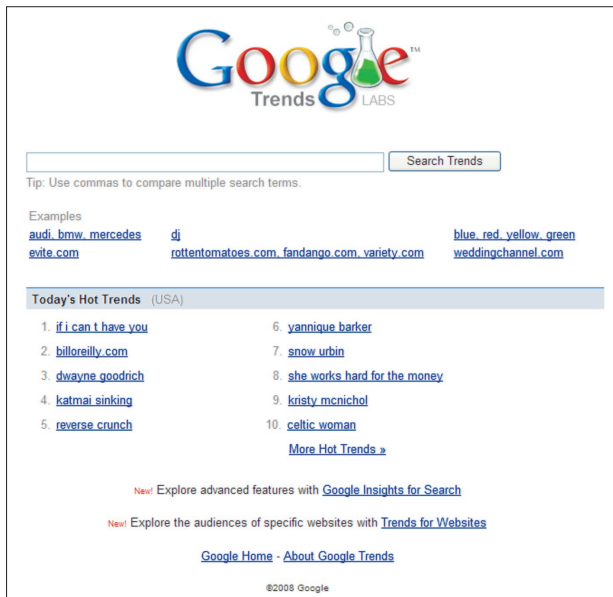 Google™
Trends LABS
Search Trends
Tip: Use commas to compare multiple search terms.
Examples
audi, bmw, mercedes dj blue, red, yellow, green
evite.com rottentomatoes.com, fandango.com, variety.com weddingchannel.com
Today's Hot Trends (USA)
1. if i can t have you
2. billoreilly.com
3. dwayne goodrich
4. katmai sinking
5. reverse crunch
6. yannique barker
7. snow urbin
8. she works hard for the money
9. kristy mcnichol
10. celtic woman
More Hot Trends »
New! Explore advanced features with Google Insights for Search
New! Explore the audiences of specific websites with Trends for Websites
Google Home - About Google Trends
©2008 Google